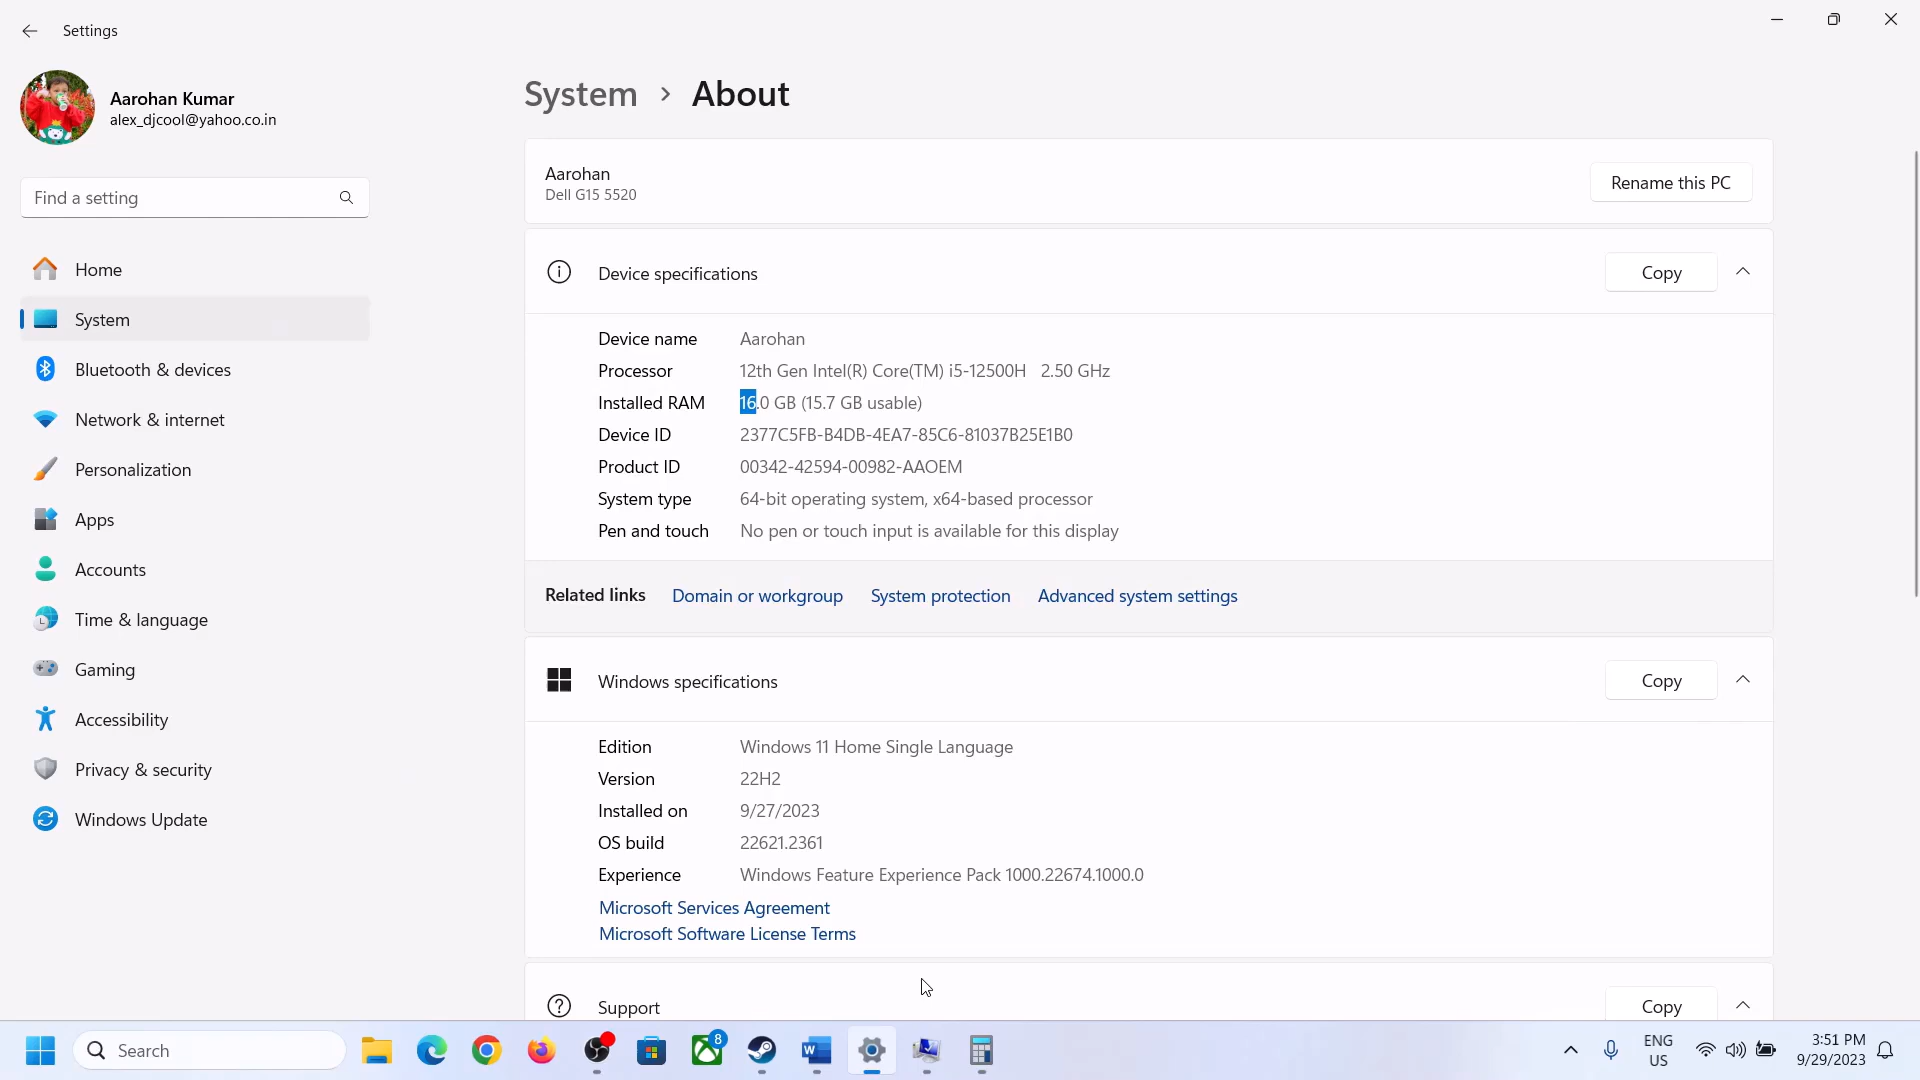 Settings
Aarohan Kumar
alex_djcool@yahoo.co.in
Find a setting
Home
System
Bluetooth & devices
Network & internet
Personalization
Apps
Accounts
Time & language
Gaming
Accessibility
Privacy & security
Windows Update
System > About
Aarohan
Dell G15 5520
Rename this PC
Device specifications
Copy
Device name Aarohan
Processor 12th Gen Intel(R) Core(TM) i5-12500H 2.50 GHz
Installed RAM 16.0 GB (15.7 GB usable)
Device ID 2377C5FB-B4DB-4EA7-85C6-81037B25E1B0
Product ID 00342-42594-00982-AAOEM
System type 64-bit operating system, x64-based processor
Pen and touch No pen or touch input is available for this display
Related links Domain or workgroup System protection Advanced system settings
Windows specifications
Copy
Edition Windows 11 Home Single Language
Version 22H2
Installed on 9/27/2023
OS build 22621.2361
Experience Windows Feature Experience Pack 1000.22674.1000.0
Microsoft Services Agreement
Microsoft Software License Terms
Support
Copy
Search
8
W
ENG
US
3:51 PM
9/29/2023